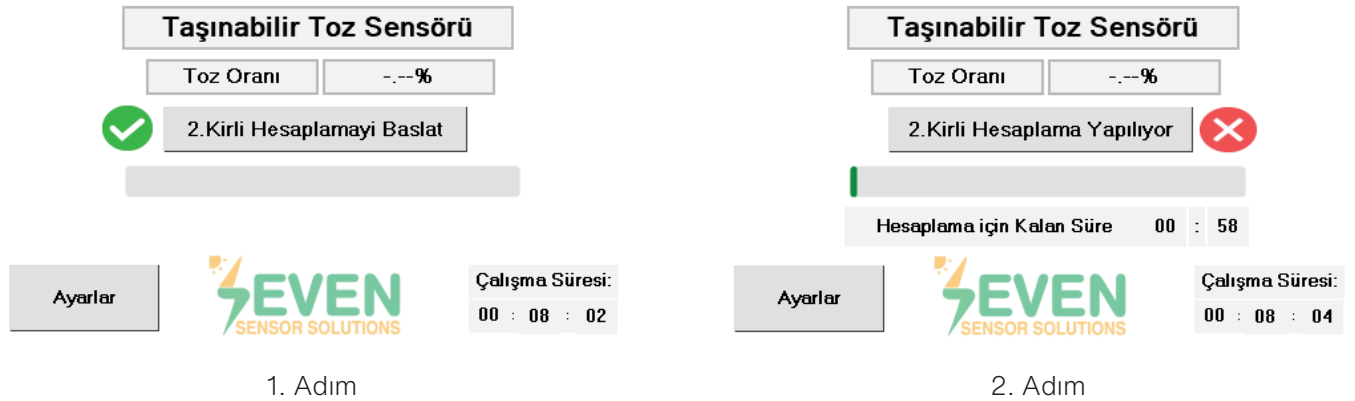 Taşınabilir Toz Sensörü
Toz Oranı -.--%
2.Kirli Hesaplamayi Baslat
Ayarlar
SEVEN
SENSOR SOLUTIONS
Çalışma Süresi:
00 : 08 : 02
1. Adım
Taşınabilir Toz Sensörü
Toz Oranı -.--%
2.Kirli Hesaplama Yapılıyor
Hesaplama için Kalan Süre 00 : 58
Ayarlar
SEVEN
SENSOR SOLUTIONS
Çalışma Süresi:
00 : 08 : 04
2. Adım